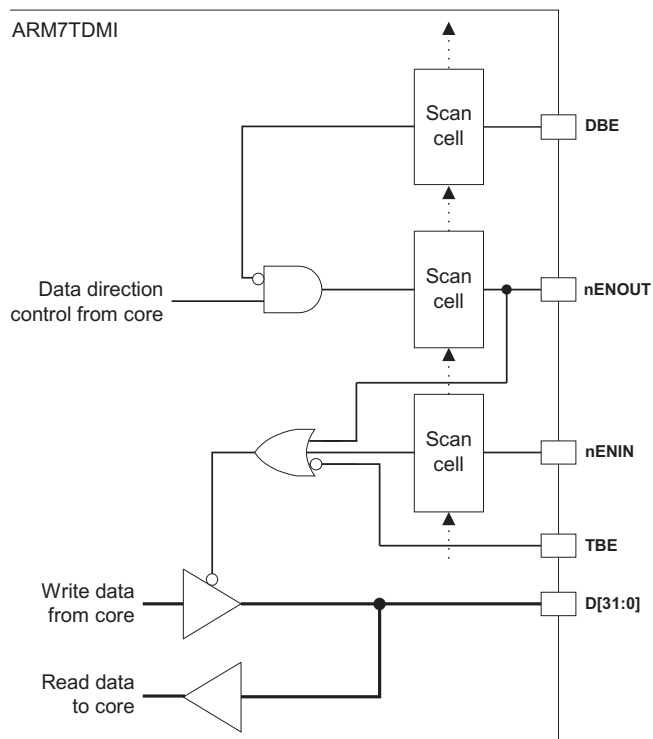 ARM7TDMI
Scan
cell
DBE
Data direction
control from core
Scan
cell
nENOUT
Scan
cell
nENIN
TBE
Write data
from core
D[31:0]
Read data
to core